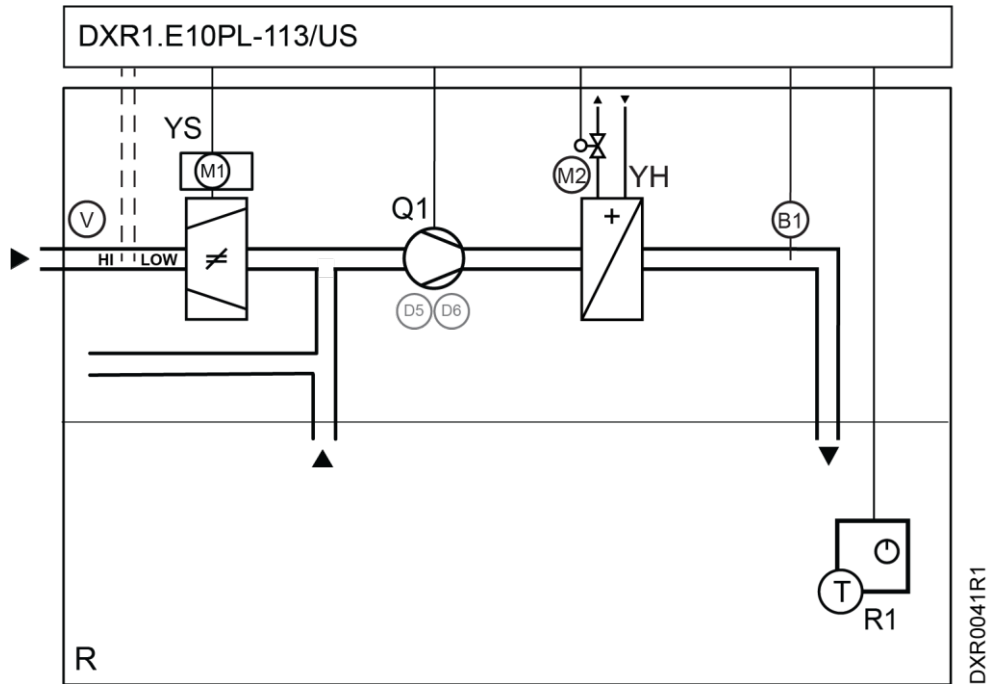 DXR1.E10PL-113/US
YS
M1
M2
YH
Q1
V
B1
HI
LOW
≠
+
D5
D6
T
R1
R
DXR0041R1